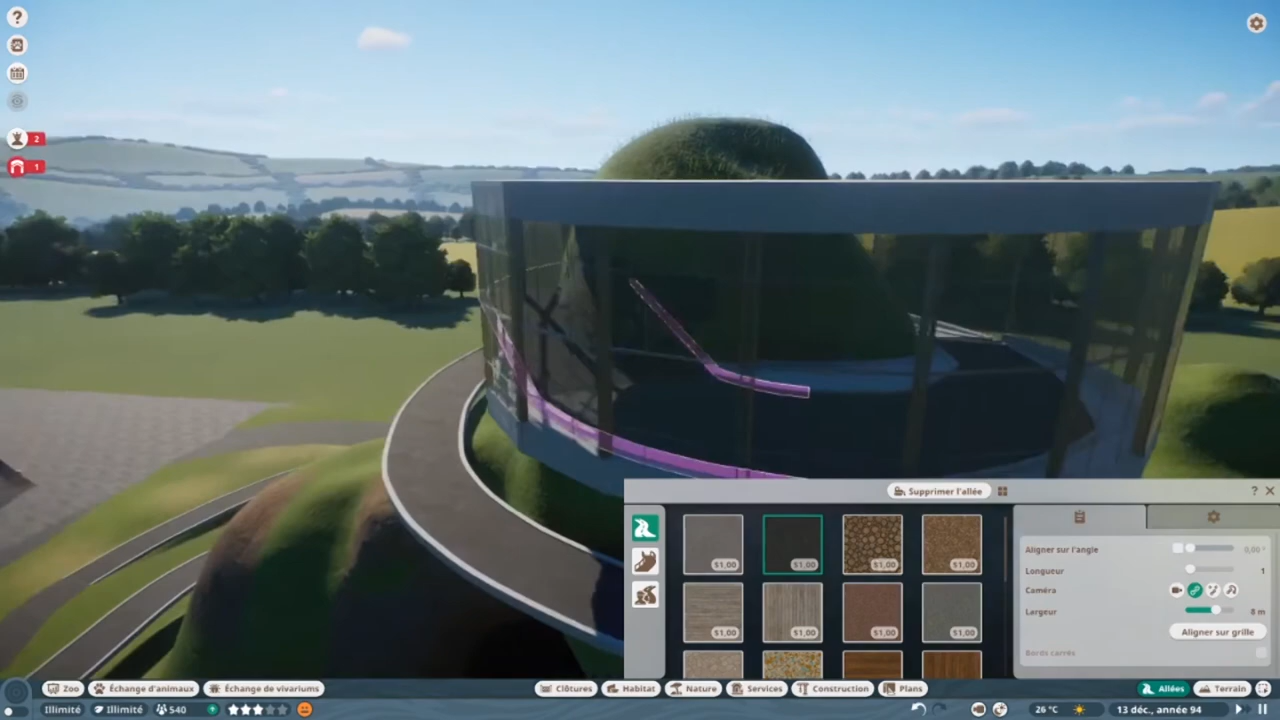 ?
2
1
Supprimer l'allée
? ×
$1,00 $1,00 $1,00 $1,00
$1,00 $1,00 $1,00 $1,00
Aligner sur l'angle 0,00°
Longueur 1
Caméra
Largeur 8 m
Aligner sur grille
Bords carrés
Zoo Échange d'animaux Échange de vivariums Clôtures Habitat Nature Services Construction Plans Allées Terrain
Illimité Illimité 540 26 °C 13 déc., année 94